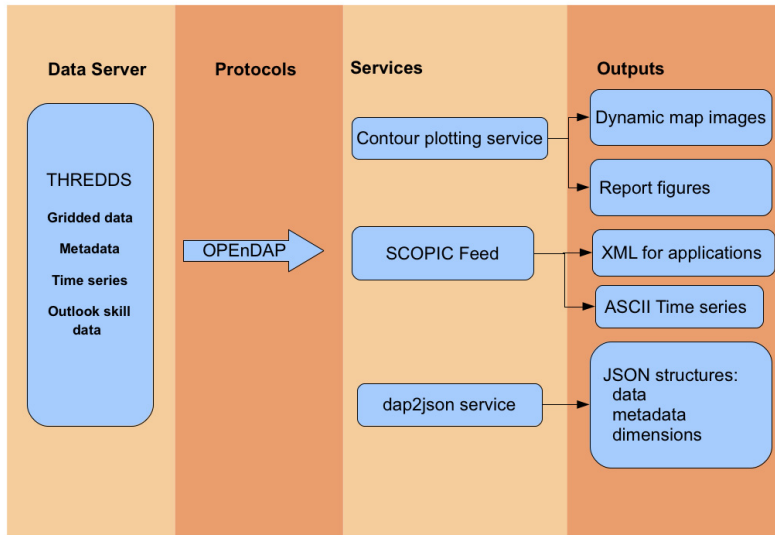 Data Server
Protocols
Services
Outputs
THREDDS
Gridded data
Metadata
Time series
Outlook skill
data
OPEnDAP
Contour plotting service
SCOPIC Feed
dap2json service
Dynamic map images
Report figures
XML for applications
ASCII Time series
JSON structures:
data
metadata
dimensions